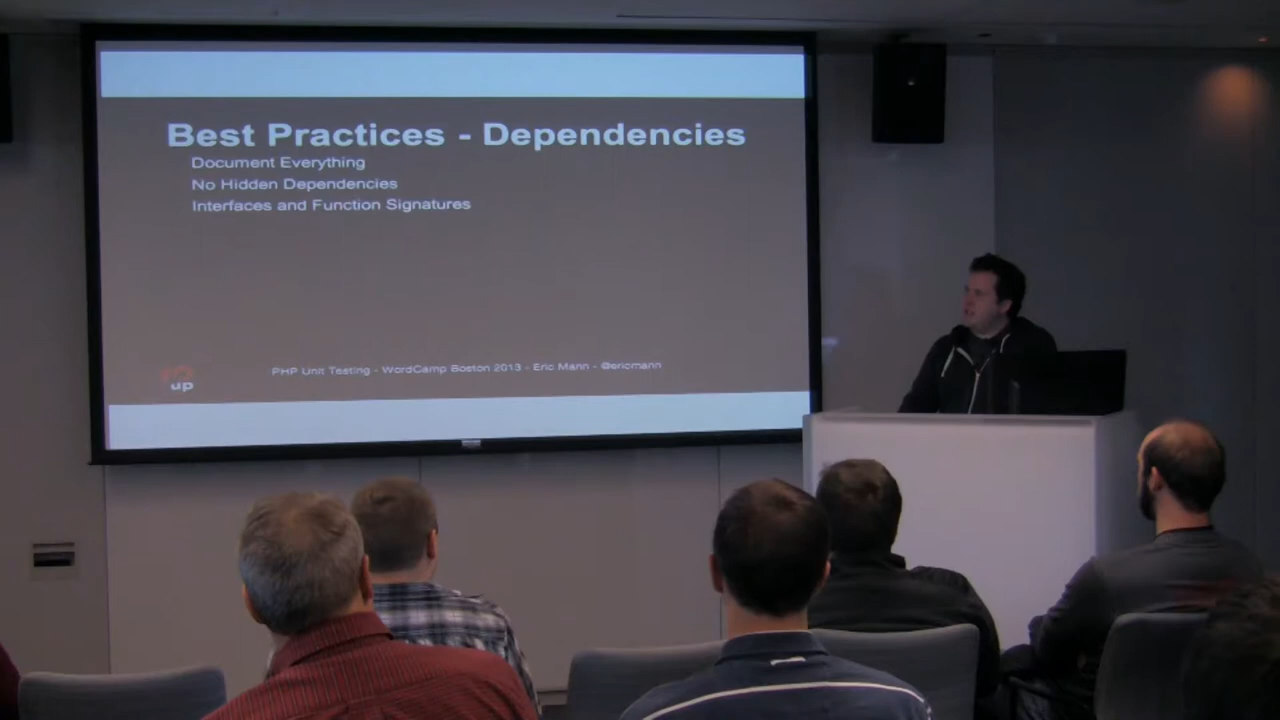 Best Practices - Dependencies
Document Everything
No Hidden Dependencies
Interfaces and Function Signatures
PHP Unit Testing - WordCamp Boston 2013 - Eric Mann - @ericmann
up